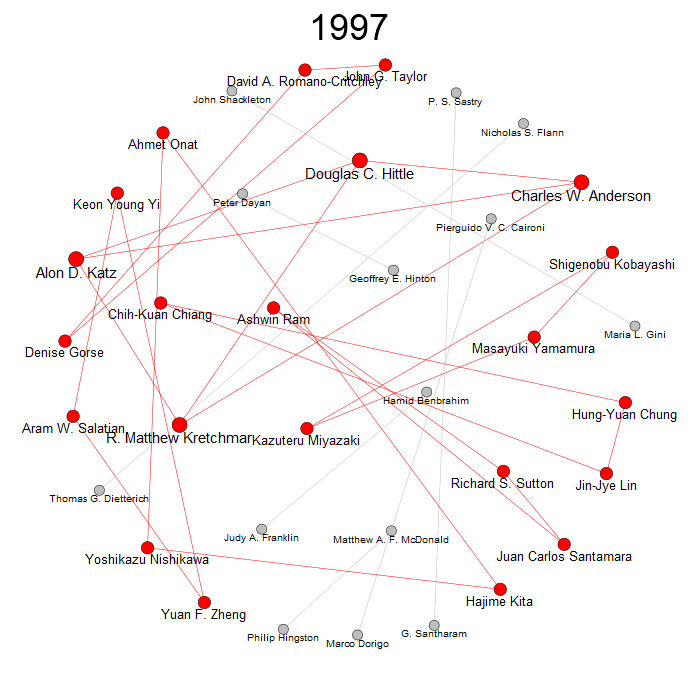 1997
John G. Taylor
David A. Romano-Critchley
John Shackleton
P. S. Sastry
Nicholas S. Flann
Ahmet Onat
Douglas C. Hittle
Charles W. Anderson
Keon Young Yi
Peter Dayan
Pierguido V. C. Caironi
Shigenobu Kobayashi
Alon D. Katz
Geoffrey E. Hinton
Chih-Kuan Chiang
Ashwin Ram
Maria L. Gini
Denise Gorse
Masayuki Yamamura
Hamid Benbrahim
Hung-Yuan Chung
Aram W. Salatian
R. Matthew Kretchmar
Kazuteru Miyazaki
Richard S. Sutton
Jin-Jye Lin
Thomas G. Dietterich
Judy A. Franklin
Matthew A. F. McDonald
Yoshikazu Nishikawa
Juan Carlos Santamara
Hajime Kita
Yuan F. Zheng
Philip Hingston
G. Santharam
Marco Dorigo